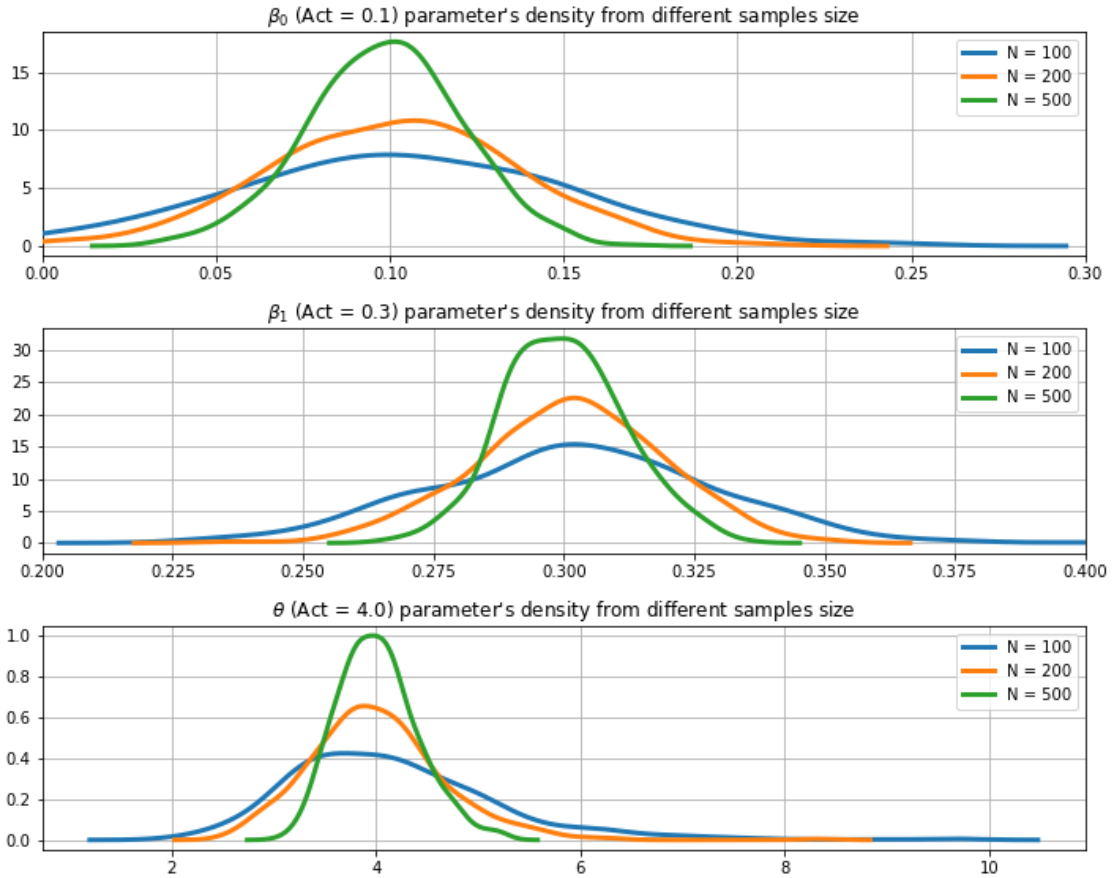 β₀ (Act = 0.1) parameter's density from different samples size
15
10
5
0
N = 100
N = 200
N = 500
0.00 0.05 0.10 0.15 0.20 0.25 0.30
β₁ (Act = 0.3) parameter's density from different samples size
30
25
20
15
10
5
0
N = 100
N = 200
N = 500
0.200 0.225 0.250 0.275 0.300 0.325 0.350 0.375 0.400
θ (Act = 4.0) parameter's density from different samples size
1.0
0.8
0.6
0.4
0.2
0.0
N = 100
N = 200
N = 500
2 4 6 8 10